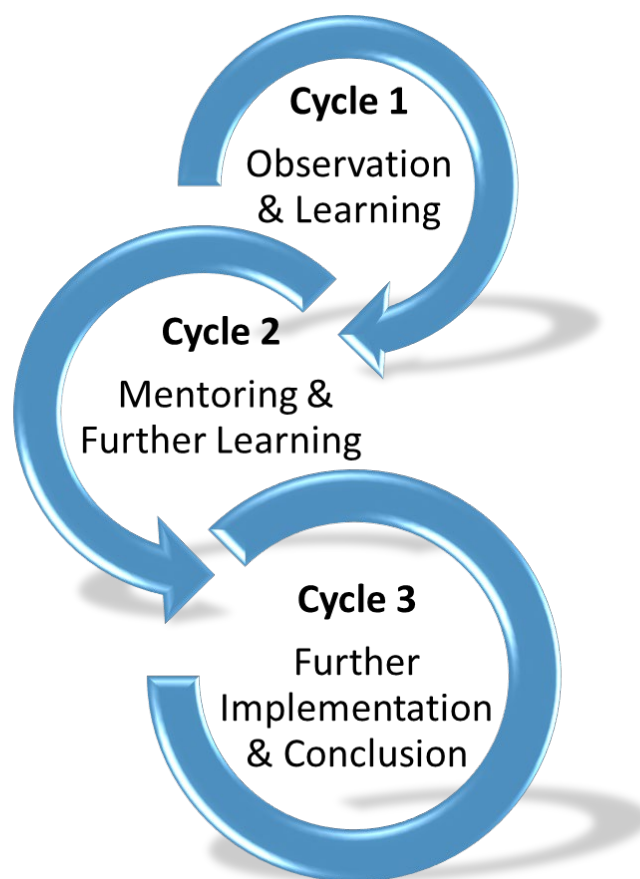 Cycle 1
Observation
& Learning
Cycle 2
Mentoring &
Further Learning
Cycle 3
Further
Implementation
& Conclusion